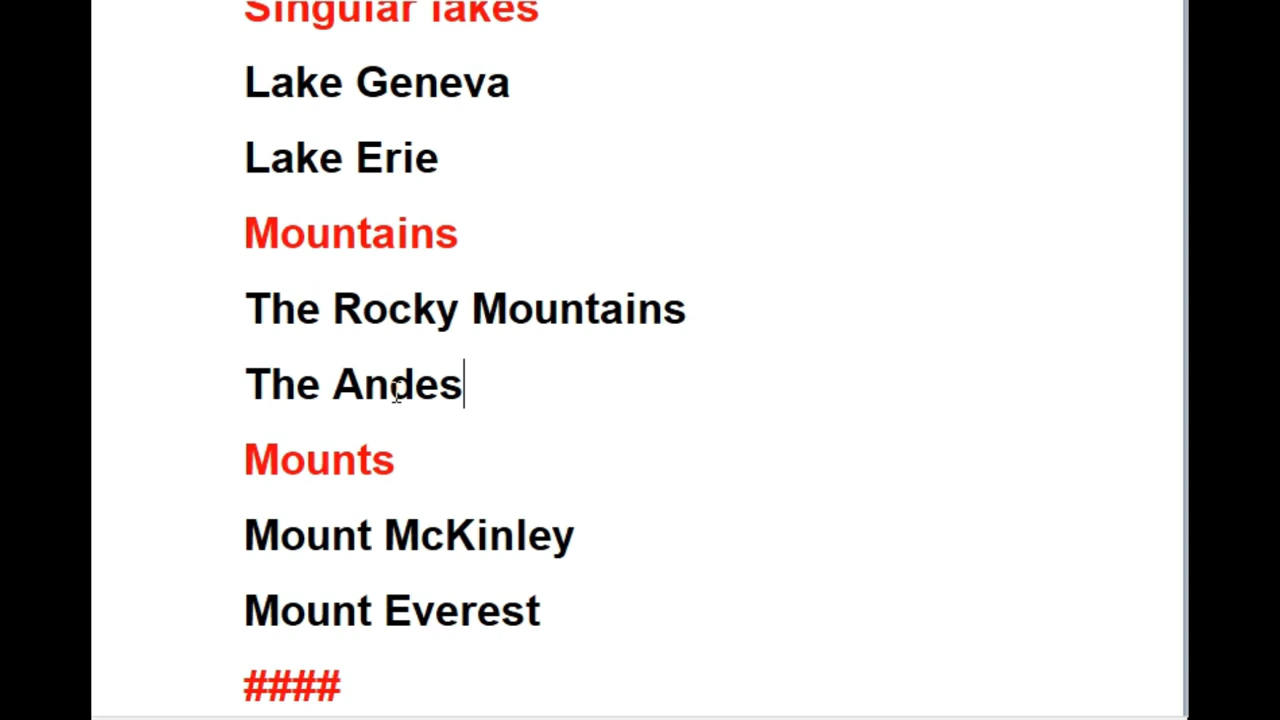 Singular lakes
Lake Geneva
Lake Erie
Mountains
The Rocky Mountains
The Andes
Mounts
Mount McKinley
Mount Everest
####